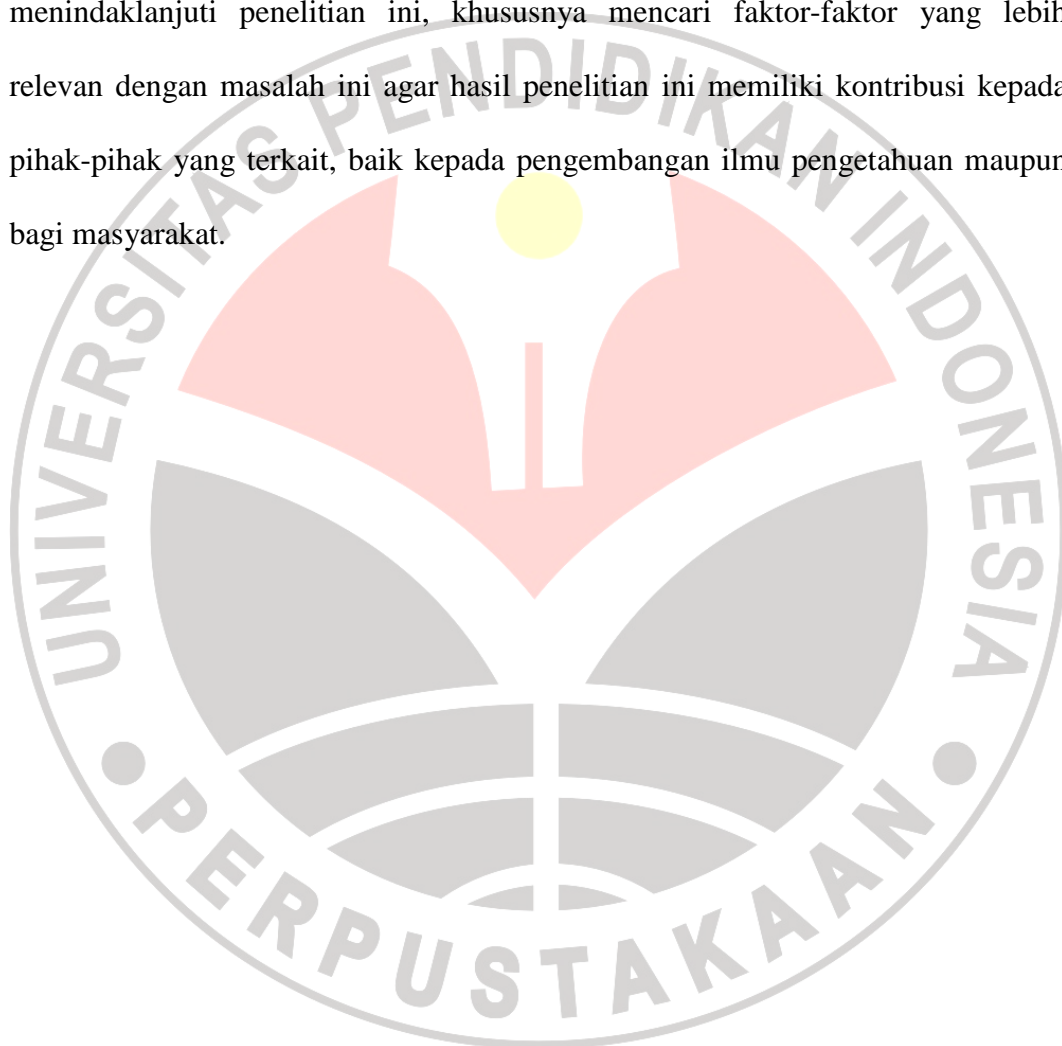 menindaklanjuti penelitian ini, khususnya mencari faktor-faktor yang lebih
relevan dengan masalah ini agar hasil penelitian ini memiliki kontribusi kepada
pihak-pihak yang terkait, baik kepada pengembangan ilmu pengetahuan maupun
bagi masyarakat.
UNIVERSITAS PENDIDIKAN INDONESIA
PERPUSTAKAAN